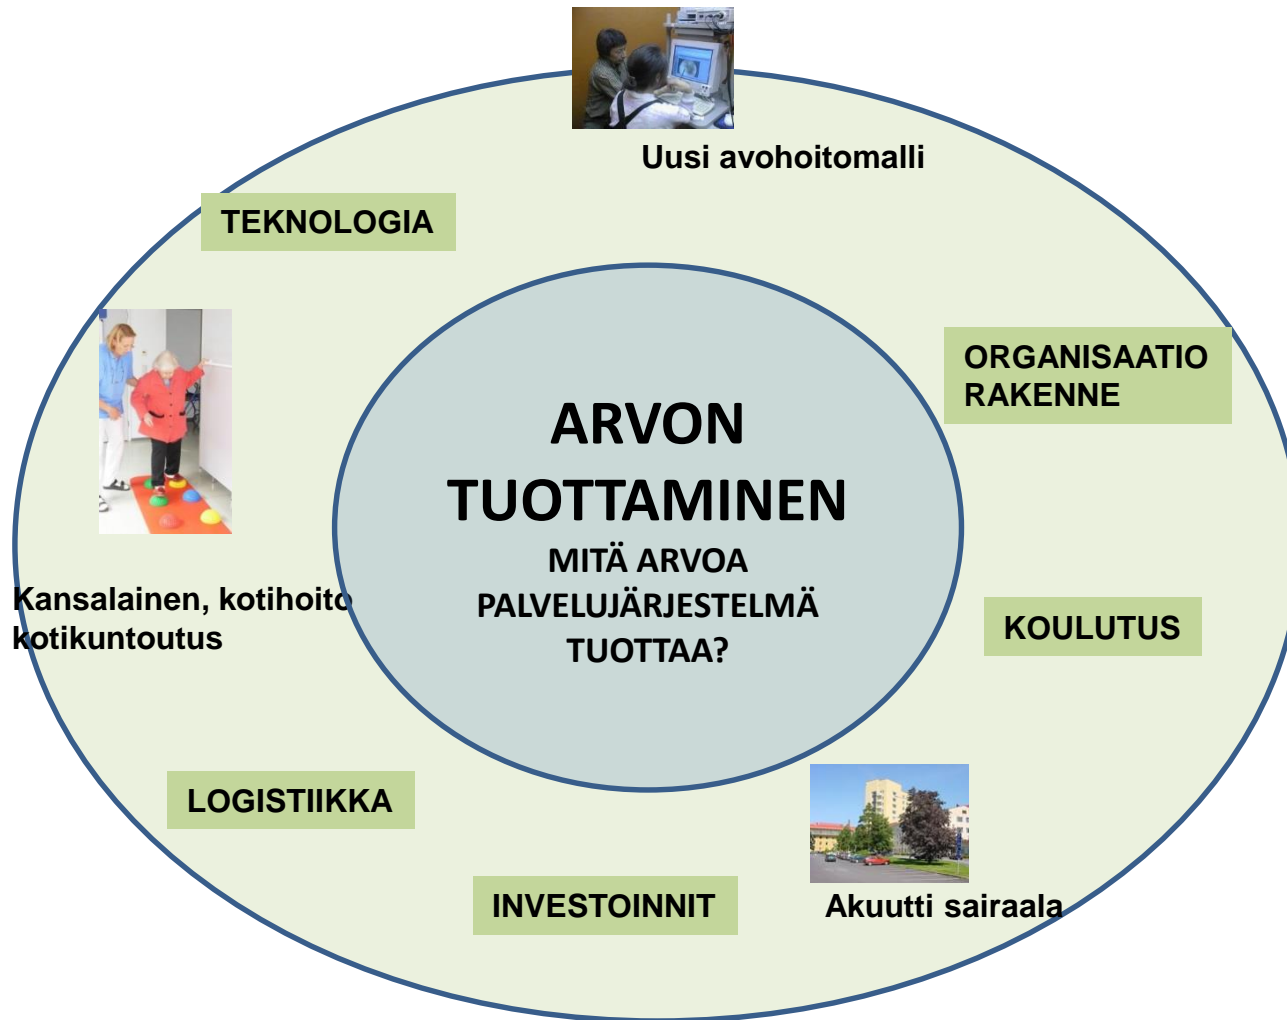 Uusi avohoitomalli
TEKNOLOGIA
ORGANISAATIO
RAKENNE
ARVON
TUOTTAMINEN
MITÄ ARVOA
PALVELUJÄRJESTELMÄ
TUOTTAA?
Kansalainen, kotihoito
kotikuntoutus
KOULUTUS
LOGISTIIKKA
INVESTOINNIT
Akuutti sairaala